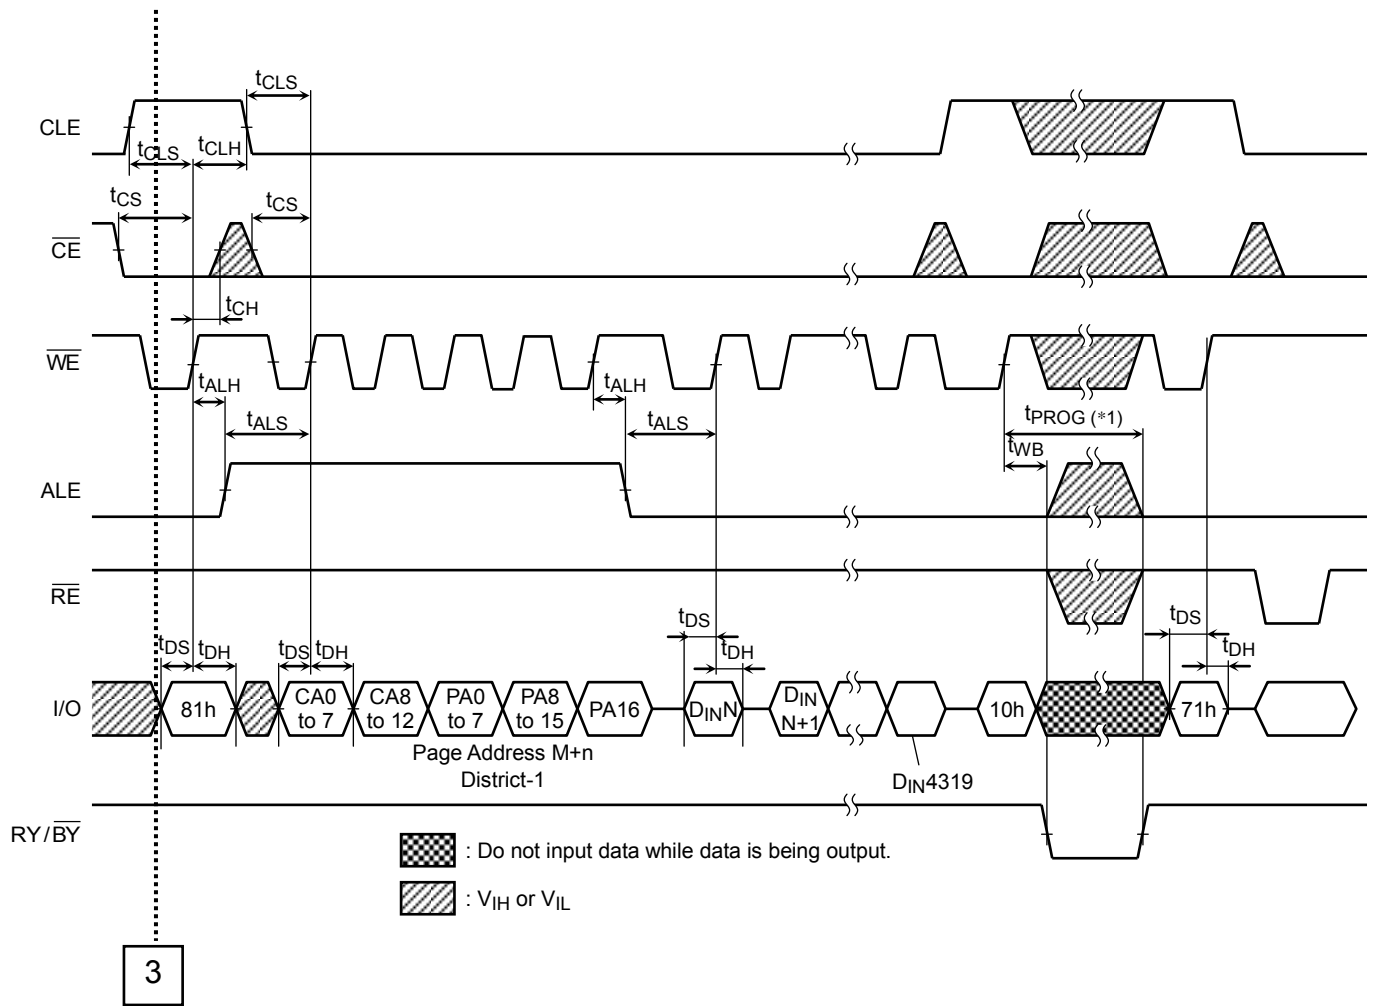 tCLS
CLE
tCLS
tCLH
tCS
tCS
CE
tCH
WE
tALH
tALH
tALS
tALS
tPROG (*1)
tWB
ALE
RE
tDS
tDH
tDS
tDH
tDS
tDH
tDS
tDH
I/O
81h
CA0
to 7
CA8
to 12
PA0
to 7
PA8
to 15
PA16
DINN
DIN
N+1
10h
71h
Page Address M+n
District-1
DIN4319
RY/BY
: Do not input data while data is being output.
: VIH or VIL
3